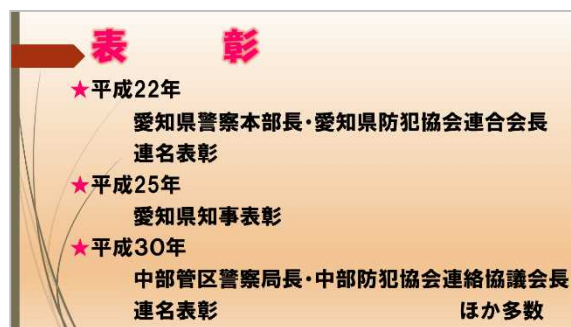 表　　彰
★平成22年
愛知県警察本部長・愛知県防犯協会連合会長
連名表彰
★平成25年
愛知県知事表彰
★平成30年
中部管区警察局長・中部防犯協会連絡協議会長
連名表彰　　　　　　　　ほか多数